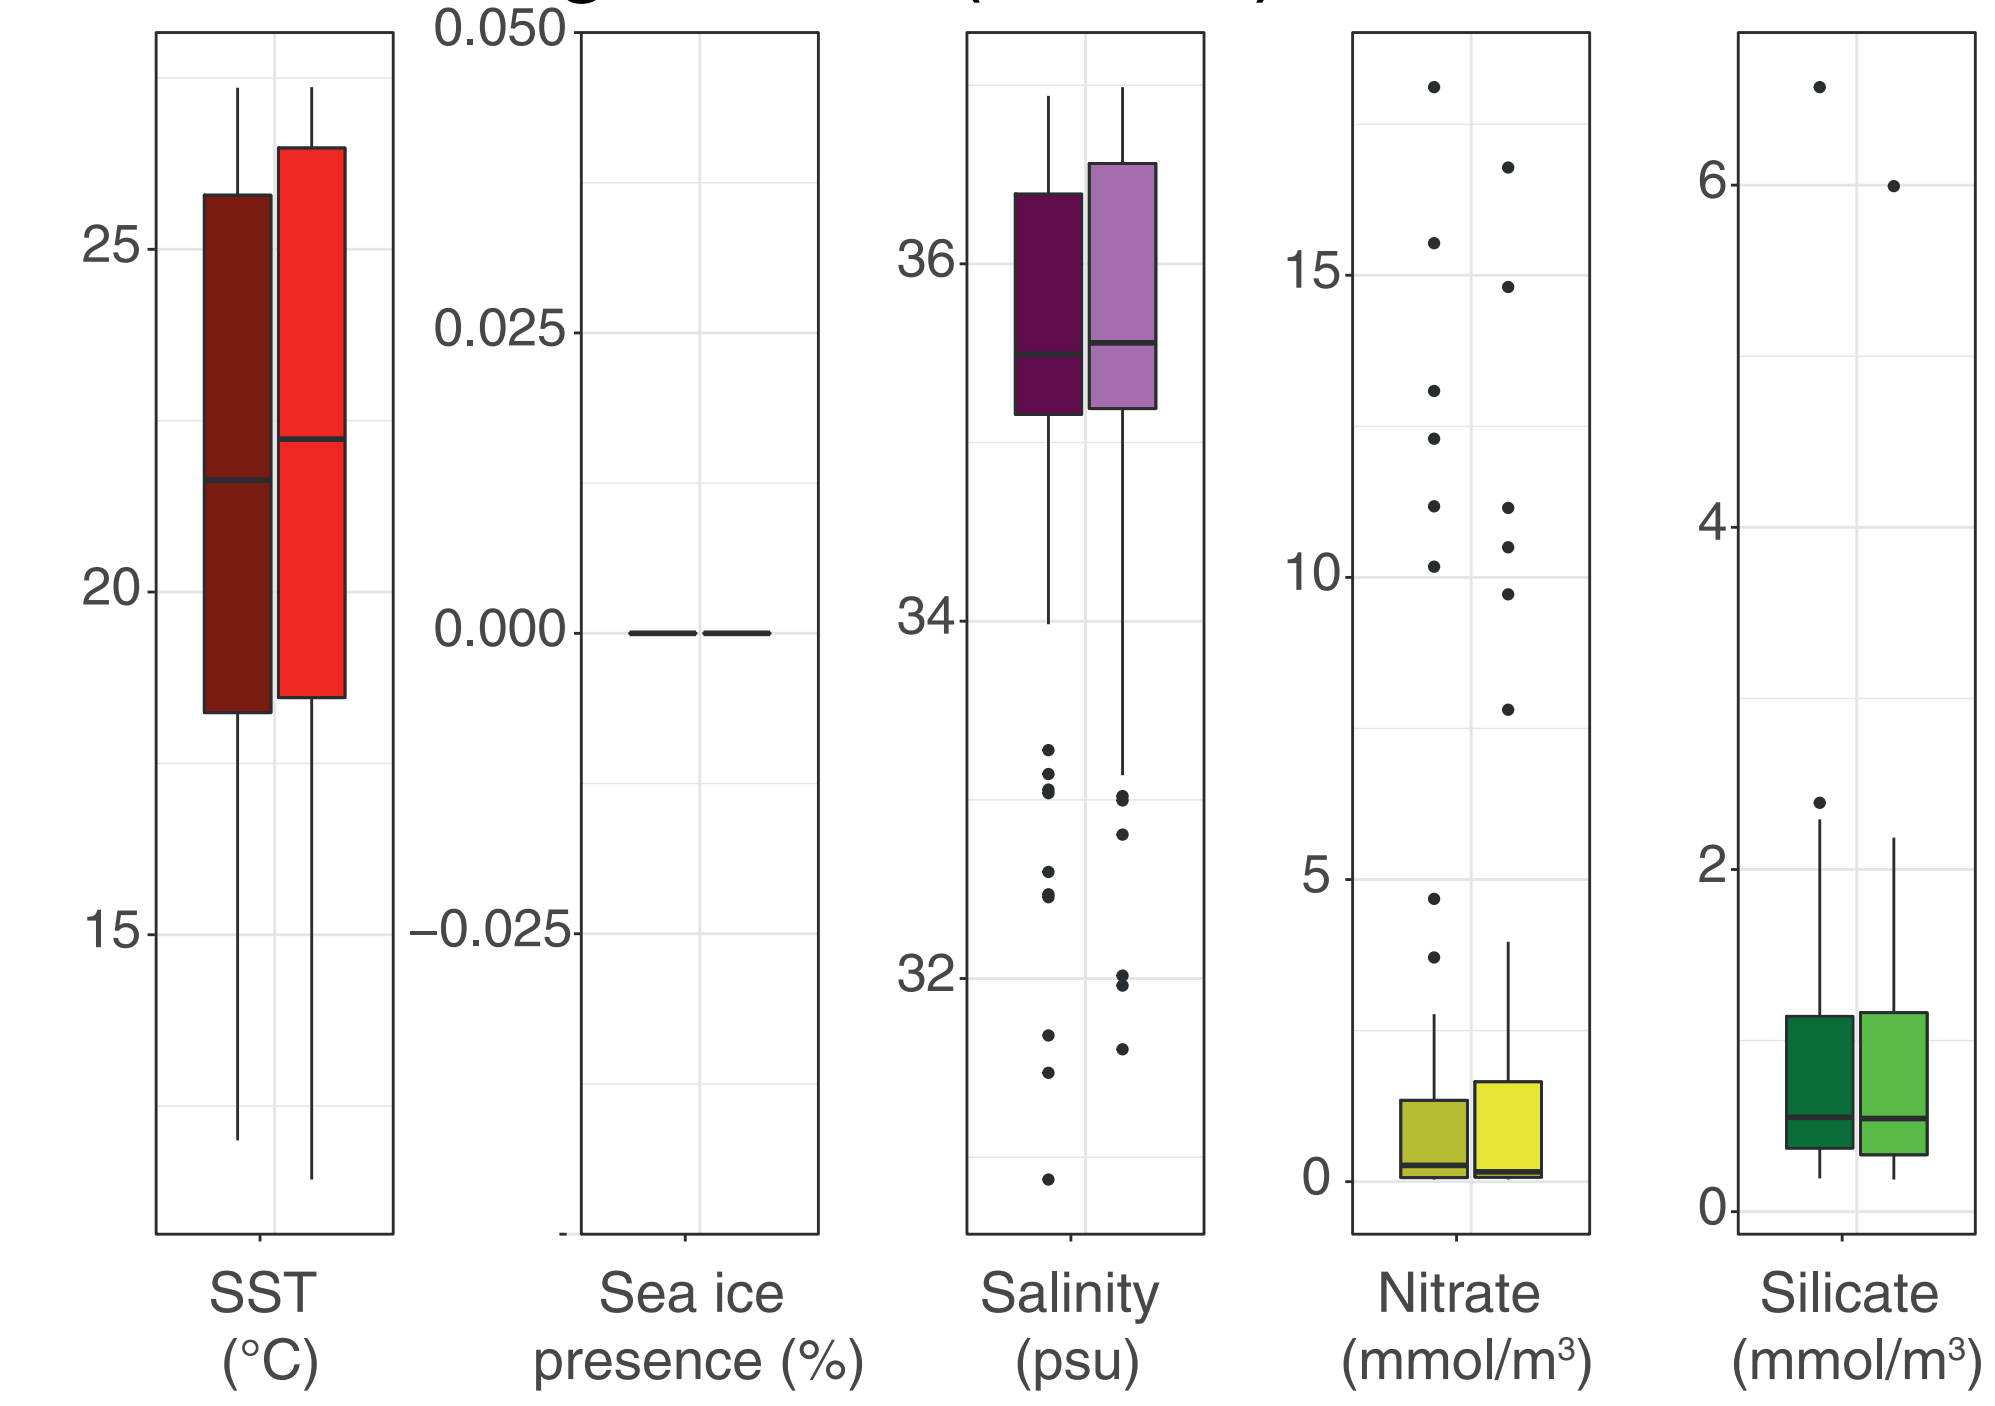 0.050
0.025
0.000
−0.025
25
20
15
36
34
32
15
10
5
0
6
4
2
0
SST
(°C)
Sea ice
presence (%)
Salinity
(psu)
Nitrate
(mmol/m³)
Silicate
(mmol/m³)